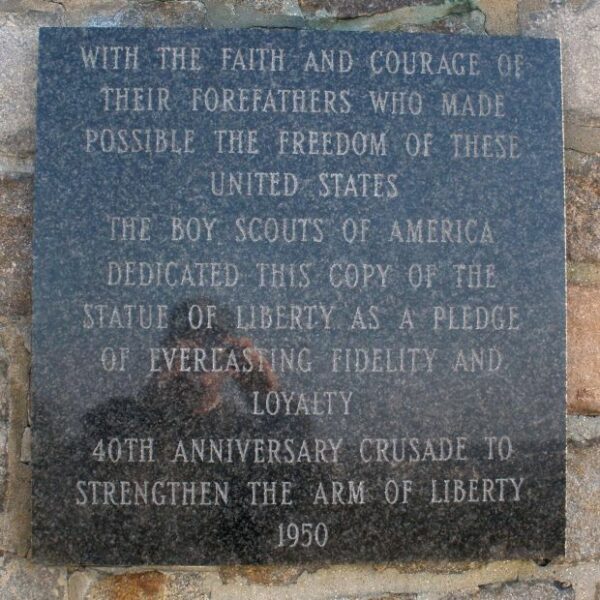 WITH THE FAITH AND COURAGE OF
THEIR FOREFATHERS WHO MADE
POSSIBLE THE FREEDOM OF THESE
UNITED STATES
THE BOY SCOUTS OF AMERICA
DEDICATED THIS COPY OF THE
STATUE OF LIBERTY AS A PLEDGE
OF EVERLASTING FIDELITY AND
LOYALTY
40TH ANNIVERSARY CRUSADE TO
STRENGTHEN THE ARM OF LIBERTY
1950